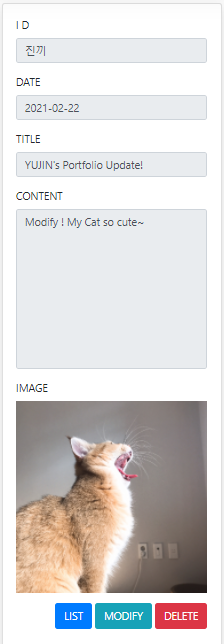 I D
진끼
DATE
2021-02-22
TITLE
YUJIN's Portfolio Update!
CONTENT
Modify ! My Cat so cute~
IMAGE
LIST
MODIFY
DELETE